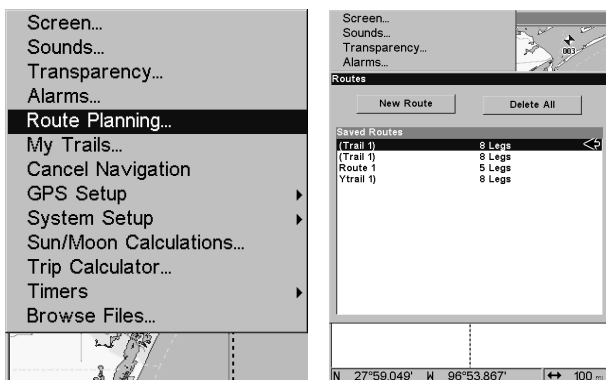 Screen...
Sounds...
Transparency...
Alarms...
Route Planning...
My Trails...
Cancel Navigation
GPS Setup
System Setup
Sun/Moon Calculations...
Trip Calculator...
Timers
Browse Files...
Screen...
Sounds...
Transparency...
Alarms...
003
Routes
New Route Delete All
Saved Routes
(Trail 1) 8 Legs
(Trail 1) 8 Legs
Route 1 5 Legs
Ytrail 1) 8 Legs
N 27°59.049' W 96°53.867' ↔ 100 mi